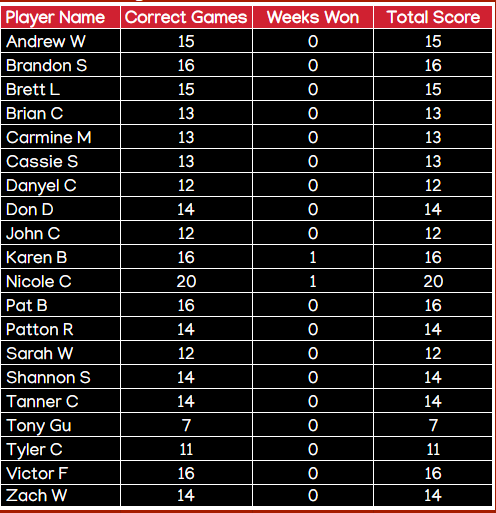 Player Name Correct Games Weeks Won Total Score
Andrew W 15 0 15
Brandon S 16 0 16
Brett L 15 0 15
Brian C 13 0 13
Carmine M 13 0 13
Cassie S 13 0 13
Danyel C 12 0 12
Don D 14 0 14
John C 12 0 12
Karen B 16 1 16
Nicole C 20 1 20
Pat B 16 0 16
Patton R 14 0 14
Sarah W 12 0 12
Shannon S 14 0 14
Tanner C 14 0 14
Tony Gu 7 0 7
Tyler C 11 0 11
Victor F 16 0 16
Zach W 14 0 14